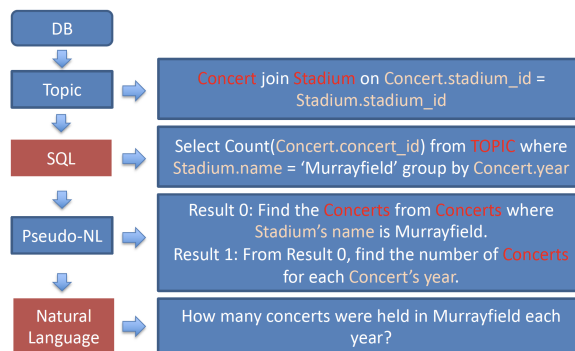 DB
Topic
Concert join Stadium on Concert.stadium_id =
Stadium.stadium_id
SQL
Select Count(Concert.concert_id) from TOPIC where
Stadium.name = ‘Murrayfield’ group by Concert.year
Pseudo-NL
Result 0: Find the Concerts from Concerts where
Stadium’s name is Murrayfield.
Result 1: From Result 0, find the number of Concerts
for each Concert’s year.
Natural
Language
How many concerts were held in Murrayfield each
year?